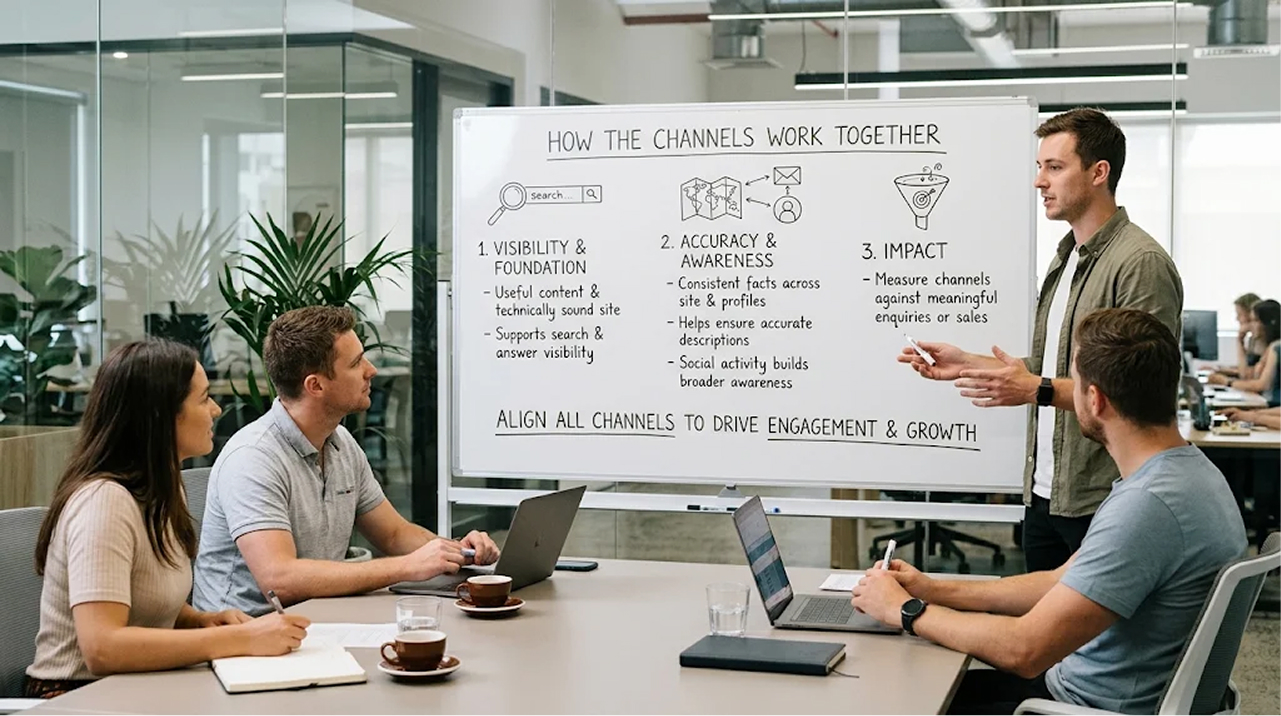 HOW THE CHANNELS WORK TOGETHER
search...
1. VISIBILITY &
FOUNDATION
– Useful content &
technically sound site
– Supports search &
answer visibility
2. ACCURACY &
AWARENESS
– Consistent facts across
site & profiles
– Helps ensure accurate
descriptions
– Social activity builds
broader awareness
3. IMPACT
– Measure channels
against meaningful
enquiries or sales
ALIGN ALL CHANNELS TO DRIVE ENGAGEMENT & GROWTH